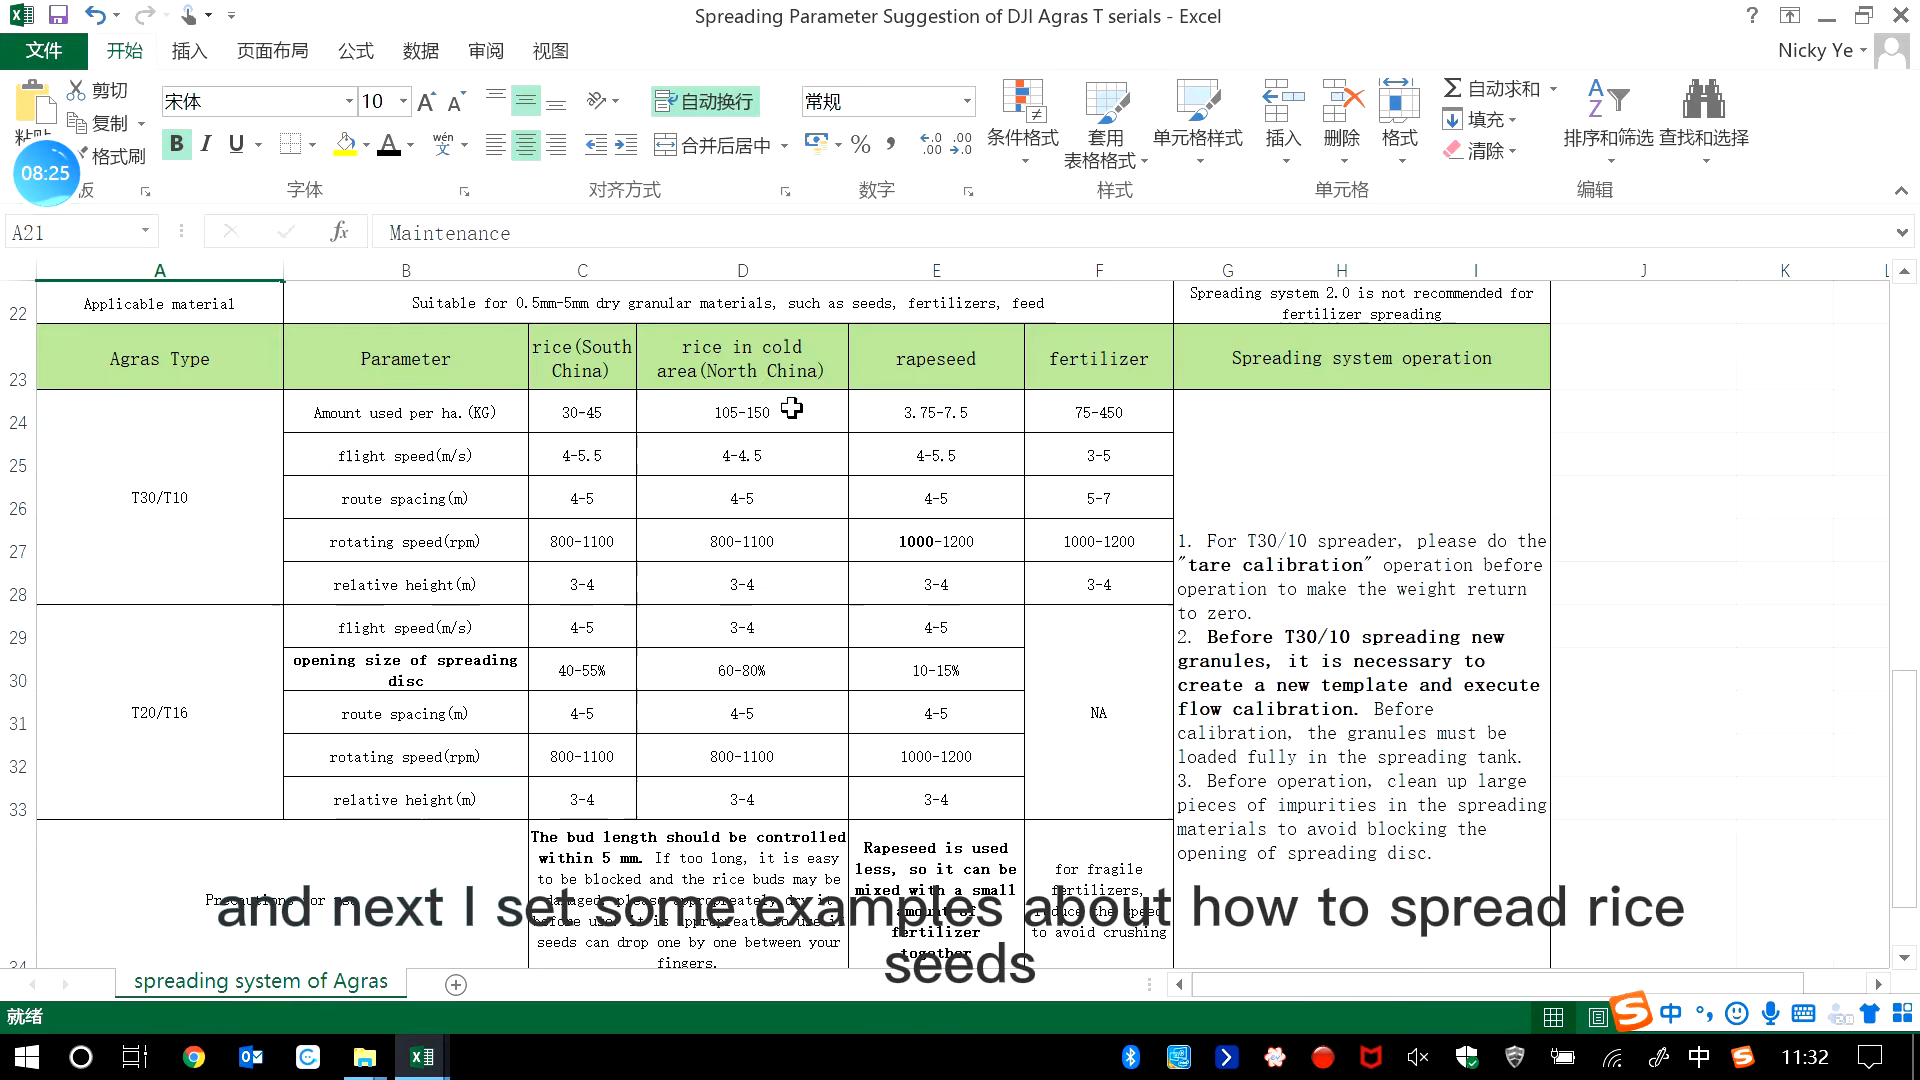 Spreading Parameter Suggestion of DJI Agras T serials - Excel
文件 开始 插入 页面布局 公式 数据 审阅 视图
Nicky Ye
剪切
复制
格式刷
粘贴
08:25
宋体 10
自动换行
合并后居中
常规
条件格式
套用
表格格式
单元格样式
插入 删除 格式
自动求和
填充
清除
排序和筛选 查找和选择
字体 对齐方式 数字 样式 单元格 编辑
A21 fx Maintenance
A B C D E F G H I J K L
22 Applicable material Suitable for 0.5mm-5mm dry granular materials, such as seeds, fertilizers, feed Spreading system 2.0 is not recommended for
fertilizer spreading
23 Agras Type Parameter rice(South
China) rice in cold
area(North China) rapeseed fertilizer Spreading system operation
24 Amount used per ha.(KG) 30-45 105-150 3.75-7.5 75-450
25 flight speed(m/s) 4-5.5 4-4.5 4-5.5 3-5
T30/T10
26 route spacing(m) 4-5 4-5 4-5 5-7
27 rotating speed(rpm) 800-1100 800-1100 1000-1200 1000-1200
28 relative height(m) 3-4 3-4 3-4 3-4
29 flight speed(m/s) 4-5 3-4 4-5
30 opening size of spreading
disc 40-55% 60-80% 10-15%
T20/T16
31 route spacing(m) 4-5 4-5 4-5 NA
32 rotating speed(rpm) 800-1100 800-1100 1000-1200
33 relative height(m) 3-4 3-4 3-4
1. For T30/10 spreader, please do the
"tare calibration" operation before
operation to make the weight return
to zero.
2. Before T30/10 spreading new
granules, it is necessary to
create a new template and execute
flow calibration. Before
calibration, the granules must be
loaded fully in the spreading tank.
3. Before operation, clean up large
pieces of impurities in the spreading
materials to avoid blocking the
opening of spreading disc.
Precautions for use
The bud length should be controlled
within 5 mm. If too long, it is easy
to be blocked and the rice buds may be
seeds can drop one by one between your
fingers.
Rapeseed is used
less, so it can be
mixed with a small
amount of
fertilizer
together
for fragile
fertilizers,
reduce the speed
to avoid crushing
and next I set some examples about how to spread rice
seeds
spreading system of Agras
就绪
中
中 11:32